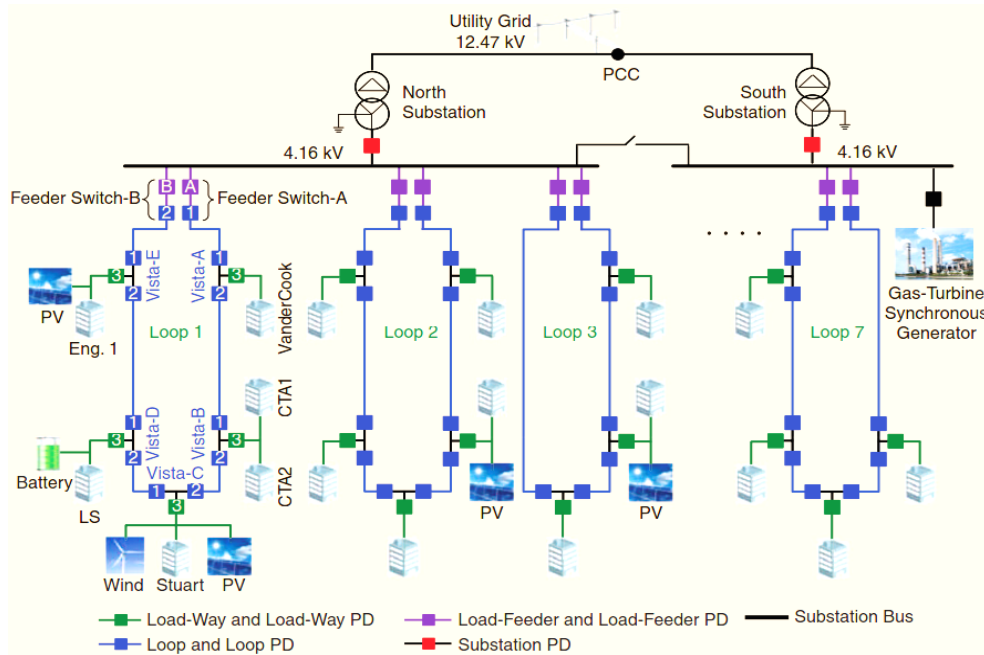 Utility Grid
12.47 kV
PCC
North
Substation
South
Substation
4.16 kV
4.16 kV
Feeder Switch-B
B
A
2
1
Feeder Switch-A
1
Vista-E
3
2
1
Vista-A
3
2
PV
Eng. 1
Loop 1
VanderCook
Loop 2
Loop 3
. . . .
Loop 7
Gas-Turbine
Synchronous
Generator
CTA1
1
Vista-D
3
2
1
Vista-B
3
2
Battery
LS
Vista-C
1
2
3
CTA2
PV
PV
Wind
Stuart
PV
Load-Way and Load-Way PD
Load-Feeder and Load-Feeder PD
Substation Bus
Loop and Loop PD
Substation PD